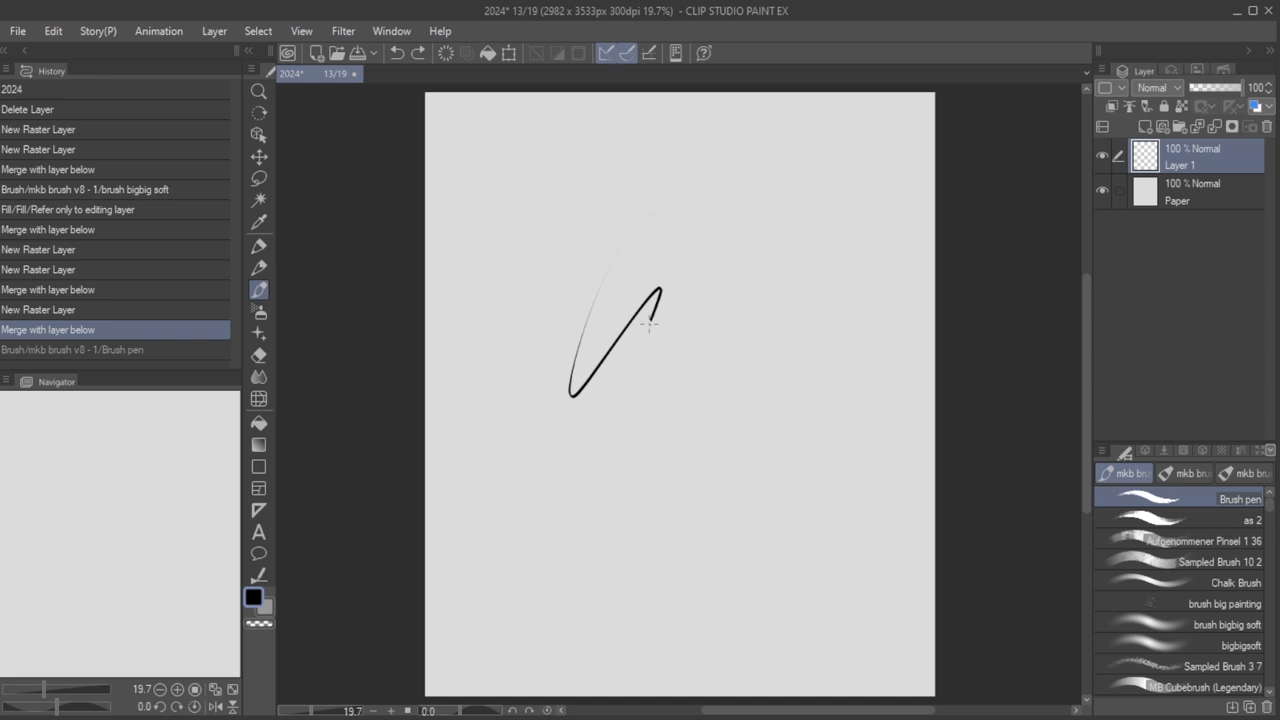 2024* 13/19 (2982 x 3533px 300dpi 19.7%) - CLIP STUDIO PAINT EX
File Edit Story(P) Animation Layer Select View Filter Window Help
History
2024
Delete Layer
New Raster Layer
New Raster Layer
Merge with layer below
Brush/mkb brush v8 - 1/brush bigbig soft
Fill/Fill/Refer only to editing layer
Merge with layer below
New Raster Layer
New Raster Layer
Merge with layer below
New Raster Layer
Merge with layer below
Brush/mkb brush v8 - 1/Brush pen
Navigator
19.7
0.0
2024* 13/19
19.7
0.0
Layer
Normal 100
100 % Normal
Layer 1
100 % Normal
Paper
mkb bru mkb bru mkb bru
Brush pen
as 2
Aufgenommener Pinsel 1 36
Sampled Brush 10 2
Chalk Brush
brush big painting
brush bigbig soft
bigbigsoft
Sampled Brush 3 7
MB Cubebrush (Legendary)